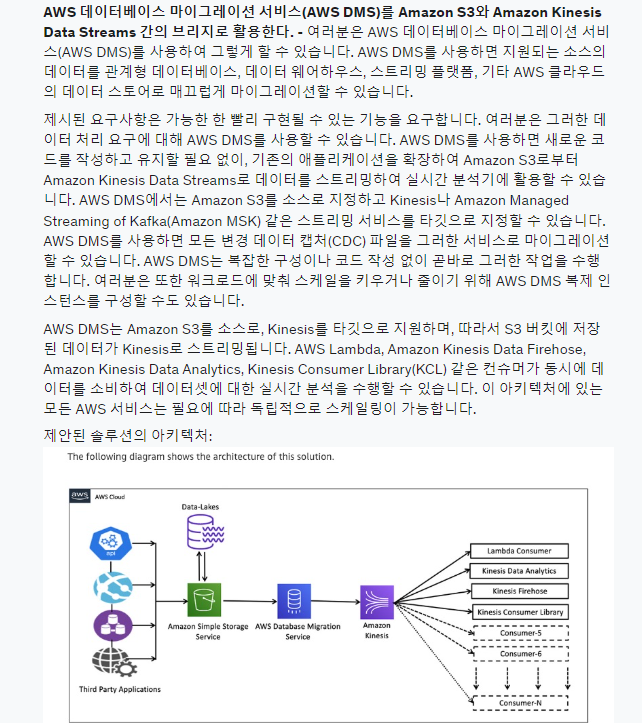 AWS 데이터베이스 마이그레이션 서비스(AWS DMS)를 Amazon S3와 Amazon Kinesis
Data Streams 간의 브리지로 활용한다. - 여러분은 AWS 데이터베이스 마이그레이션 서비
스(AWS DMS)를 사용하여 그렇게 할 수 있습니다. AWS DMS를 사용하면 지원되는 소스의
데이터를 관계형 데이터베이스, 데이터 웨어하우스, 스트리밍 플랫폼, 기타 AWS 클라우드
의 데이터 스토어로 매끄럽게 마이그레이션할 수 있습니다.
제시된 요구사항은 가능한 한 빨리 구현될 수 있는 기능을 요구합니다. 여러분은 그러한 데
이터 처리 요구에 대해 AWS DMS를 사용할 수 있습니다. AWS DMS를 사용하면 새로운 코
드를 작성하고 유지할 필요 없이, 기존의 애플리케이션을 확장하여 Amazon S3로부터
Amazon Kinesis Data Streams로 데이터를 스트리밍하여 실시간 분석기에 활용할 수 있습
니다. AWS DMS에서는 Amazon S3를 소스로 지정하고 Kinesis나 Amazon Managed
Streaming of Kafka(Amazon MSK) 같은 스트리밍 서비스를 타깃으로 지정할 수 있습니다.
AWS DMS를 사용하면 모든 변경 데이터 캡처(CDC) 파일을 그러한 서비스로 마이그레이션
할 수 있습니다. AWS DMS는 복잡한 구성이나 코드 작성 없이 곧바로 그러한 작업을 수행
합니다. 여러분은 또한 워크로드에 맞춰 스케일을 키우거나 줄이기 위해 AWS DMS 복제 인
스턴스를 구성할 수도 있습니다.
AWS DMS는 Amazon S3를 소스로, Kinesis를 타깃으로 지원하며, 따라서 S3 버킷에 저장
된 데이터가 Kinesis로 스트리밍됩니다. AWS Lambda, Amazon Kinesis Data Firehose,
Amazon Kinesis Data Analytics, Kinesis Consumer Library(KCL) 같은 컨슈머가 동시에 데
이터를 소비하여 데이터셋에 대한 실시간 분석을 수행할 수 있습니다. 이 아키텍처에 있는
모든 AWS 서비스는 필요에 따라 독립적으로 스케일링이 가능합니다.
제안된 솔루션의 아키텍처:
The following diagram shows the architecture of this solution.
aws AWS Cloud
Data-Lakes
api
Lambda Consumer
Kinesis Data Analytics
Kinesis Firehose
Kinesis Consumer Library
Amazon Simple Storage
Service
AWS Database Migration
Service
Amazon
Kinesis
Consumer-5
Consumer-6
Consumer-N
Third Party Applications